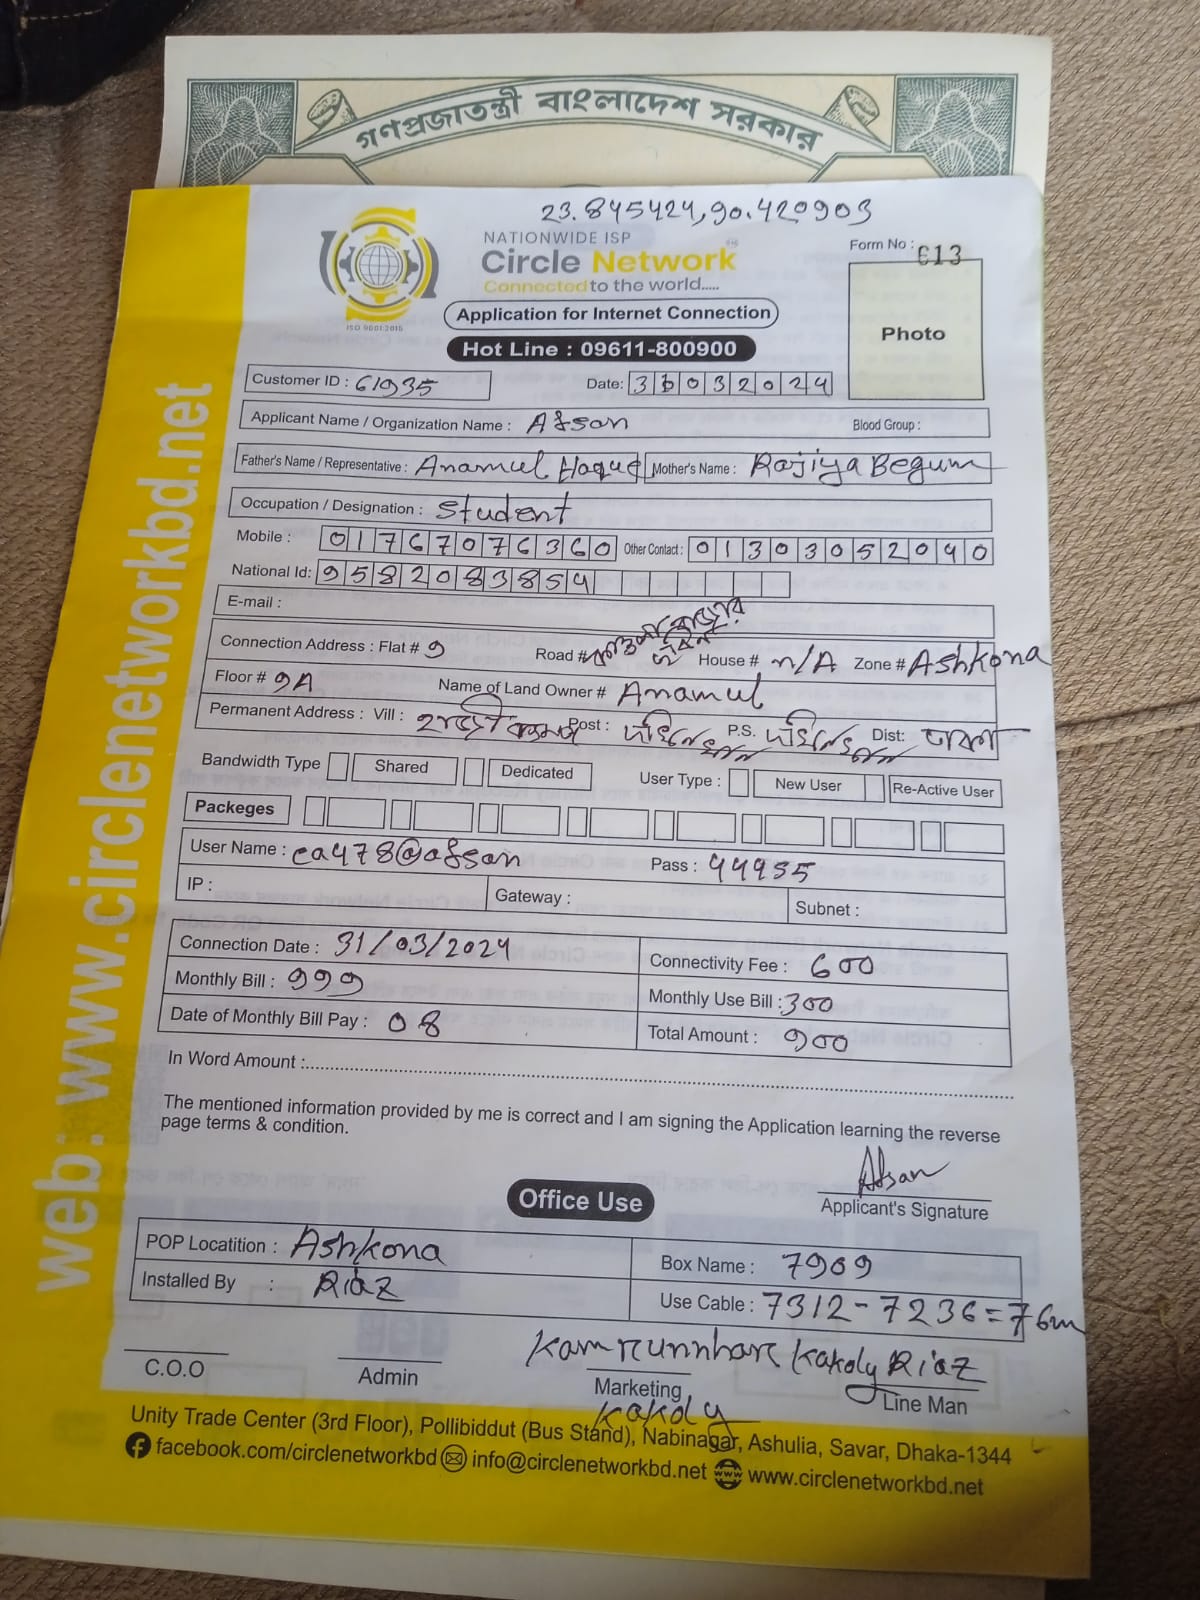 গণপ্রজাতন্ত্রী বাংলাদেশ সরকার
23.845424, 90.420903
NATIONWIDE ISP
Circle Network
Connected to the world.....
ISO 9001:2015
Form No : 613
Photo
Application for Internet Connection
Hot Line : 09611-800900
Customer ID : 61935 Date: 31032024
Applicant Name / Organization Name : Afsan Blood Group :
Father's Name / Representative : Anamul Haque Mother's Name : Rajiya Begum
Occupation / Designation : Student
Mobile : 01767076360 Other Contact : 01303052040
National Id: 9582083854
E-mail :
Connection Address : Flat # 9 Road # House # n/A Zone # Ashkona
Floor # 9A Name of Land Owner # Anamul
Permanent Address : Vill : Post : P.S. Dist: ঢাকা
Bandwidth Type Shared Dedicated User Type : New User Re-Active User
Packeges
User Name : ca478@afsan Pass : 44935
IP : Gateway : Subnet :
Connection Date : 31/03/2024 Connectivity Fee : 600
Monthly Bill : 999 Monthly Use Bill : 300
Date of Monthly Bill Pay : 08 Total Amount : 900
In Word Amount :
The mentioned information provided by me is correct and I am signing the Application learning the reverse
page terms & condition.
Afsan
Applicant's Signature
Office Use
POP Locatition : Ashkona Box Name : 7909
Installed By : Riaz Use Cable : 7312-7236=76m
Kakoly Riaz
C.O.O Admin Marketing Line Man
Kakoly
Unity Trade Center (3rd Floor), Pollibiddut (Bus Stand), Nabinagar, Ashulia, Savar, Dhaka-1344
facebook.com/circlenetworkbd info@circlenetworkbd.net www.circlenetworkbd.net
web: www.circlenetworkbd.net